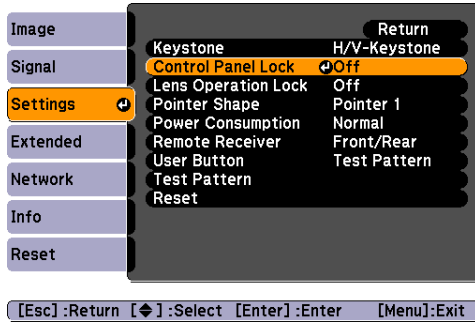 Image
Signal
Settings
Extended
Network
Info
Reset
Return
Keystone H/V-Keystone
Control Panel Lock Off
Lens Operation Lock Off
Pointer Shape Pointer 1
Power Consumption Normal
Remote Receiver Front/Rear
User Button Test Pattern
Test Pattern
Reset
[Esc] :Return [◆] :Select [Enter] :Enter [Menu]:Exit